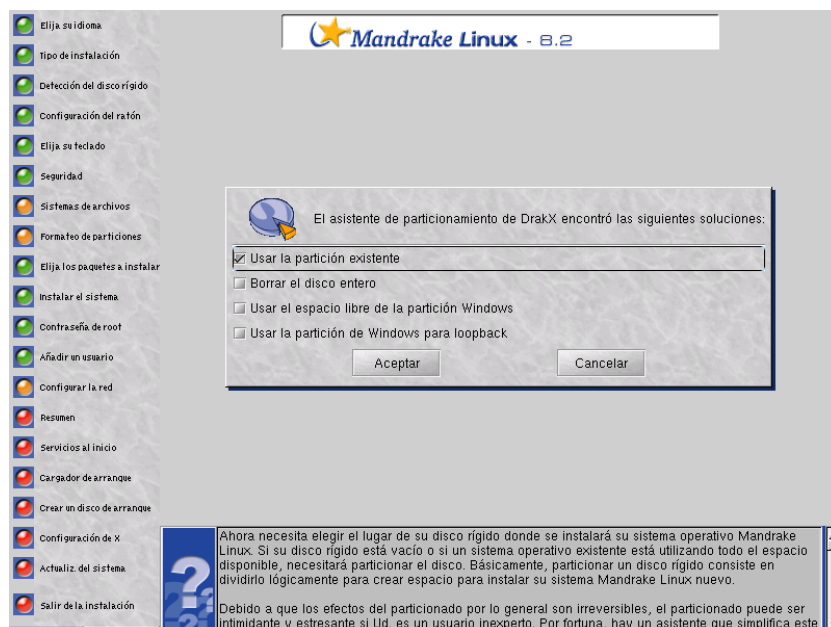 Elija su idioma
Tipo de instalación
Detección del disco rígido
Configuración del ratón
Elija su teclado
Seguridad
Sistemas de archivos
Formateo de particiones
Elija los paquetes a instalar
Instalar el sistema
Contraseña de root
Añadir un usuario
Configurar la red
Resumen
Servicios al inicio
Cargador de arranque
Crear un disco de arranque
Configuración de X
Actualiz. del sistema
Salir de la instalación
Mandrake Linux - 8.2
El asistente de particionamiento de DrakX encontró las siguientes soluciones:
Usar la partición existente
Borrar el disco entero
Usar el espacio libre de la partición Windows
Usar la partición de Windows para loopback
Aceptar
Cancelar
Ahora necesita elegir el lugar de su disco rígido donde se instalará su sistema operativo Mandrake
Linux. Si su disco rígido está vacío o si un sistema operativo existente está utilizando todo el espacio
disponible, necesitará particionar el disco. Básicamente, particionar un disco rígido consiste en
dividirlo lógicamente para crear espacio para instalar su sistema Mandrake Linux nuevo.
Debido a que los efectos del particionado por lo general son irreversibles, el particionado puede ser
intimidante y estresante si Ud. es un usuario inexperto. Por fortuna, hay un asistente que simplifica este